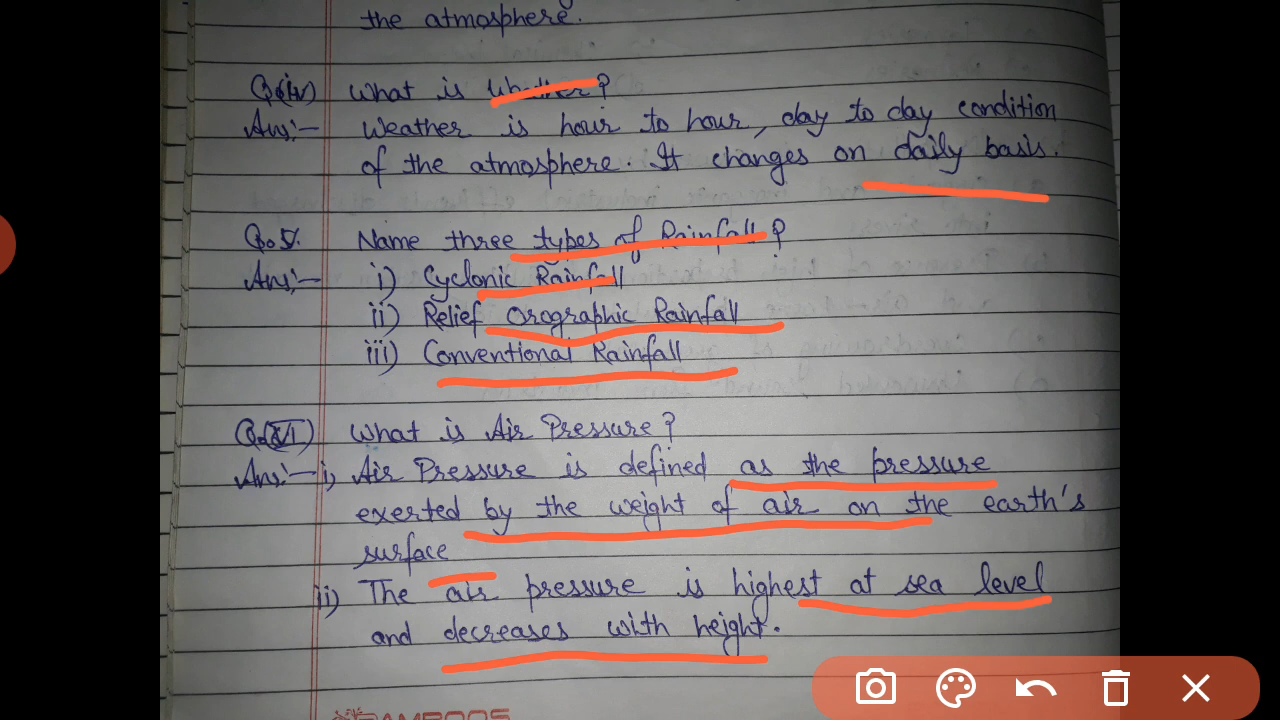 the atmosphere.
Q(iv) What is Weather?
Ans:- Weather is hour to hour, day to day condition
of the atmosphere. It changes on daily basis.
Q.5. Name three types of Rainfall?
Ans:- i) Cyclonic Rainfall
ii) Relief Orographic Rainfall
iii) Conventional Rainfall
Q.(VI) What is Air Pressure?
Ans:- i) Air Pressure is defined as the pressure
exerted by the weight of air on the earth's
surface
ii) The air pressure is highest at sea level
and decreases with height.